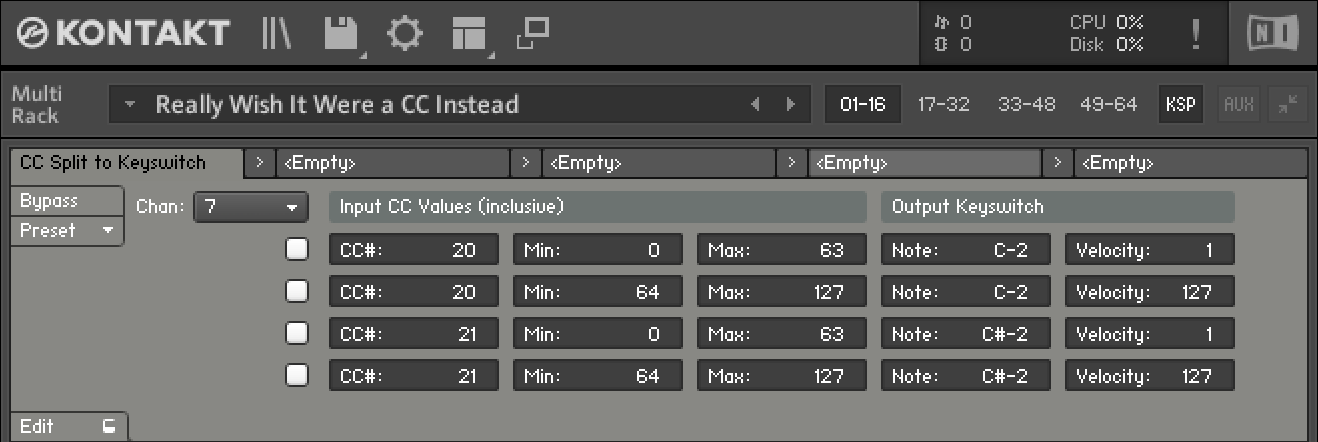 KONTAKT 0 CPU 0% ! NI
0 Disk 0%
Multi Rack Really Wish It Were a CC Instead 01-16 17-32 33-48 49-64 KSP AUX
CC Split to Keyswitch > <Empty> > <Empty> > <Empty> > <Empty>
Bypass Chan: 7 Input CC Values (inclusive) Output Keyswitch
Preset
CC#: 20 Min: 0 Max: 63 Note: C-2 Velocity: 1
CC#: 20 Min: 64 Max: 127 Note: C-2 Velocity: 127
CC#: 21 Min: 0 Max: 63 Note: C#-2 Velocity: 1
CC#: 21 Min: 64 Max: 127 Note: C#-2 Velocity: 127
Edit